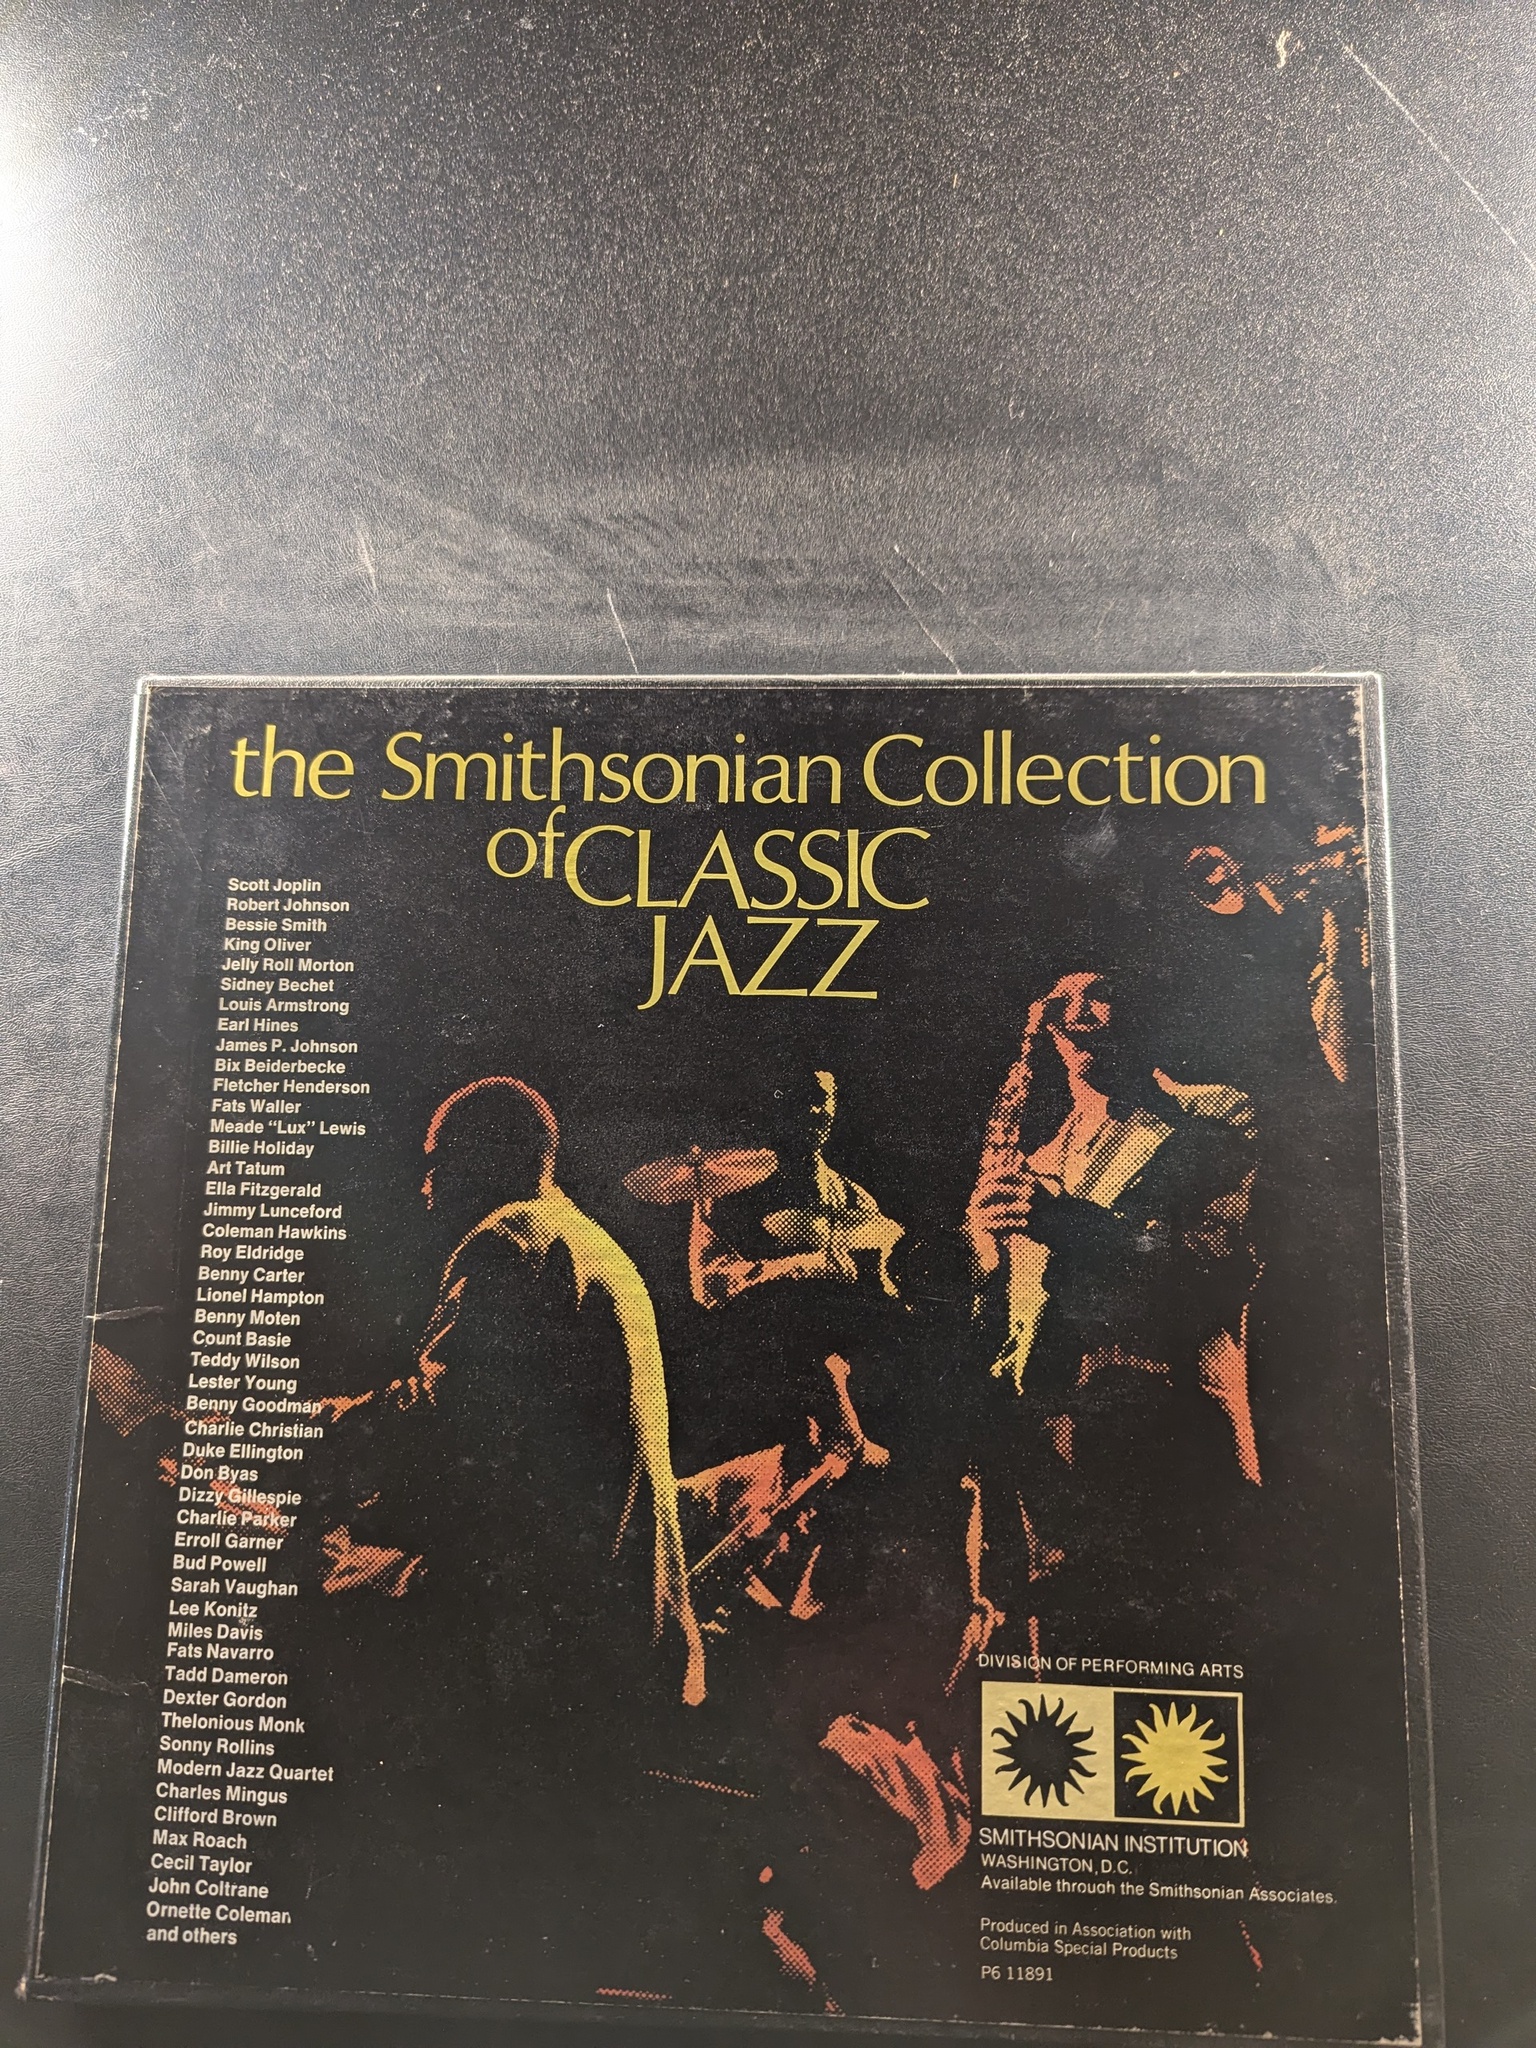 the Smithsonian Collection
of CLASSIC
JAZZ
Scott Joplin
Robert Johnson
Bessie Smith
King Oliver
Jelly Roll Morton
Sidney Bechet
Louis Armstrong
Earl Hines
James P. Johnson
Bix Beiderbecke
Fletcher Henderson
Fats Waller
Meade “Lux” Lewis
Billie Holiday
Art Tatum
Ella Fitzgerald
Jimmy Lunceford
Coleman Hawkins
Roy Eldridge
Benny Carter
Lionel Hampton
Benny Moten
Count Basie
Teddy Wilson
Lester Young
Benny Goodman
Charlie Christian
Duke Ellington
Don Byas
Dizzy Gillespie
Charlie Parker
Erroll Garner
Bud Powell
Sarah Vaughan
Lee Konitz
Miles Davis
Fats Navarro
Tadd Dameron
Dexter Gordon
Thelonious Monk
Sonny Rollins
Modern Jazz Quartet
Charles Mingus
Clifford Brown
Max Roach
Cecil Taylor
John Coltrane
Ornette Coleman
and others
DIVISION OF PERFORMING ARTS
SMITHSONIAN INSTITUTION
WASHINGTON, D.C.
Available through the Smithsonian Associates.
Produced in Association with
Columbia Special Products
P6 11891